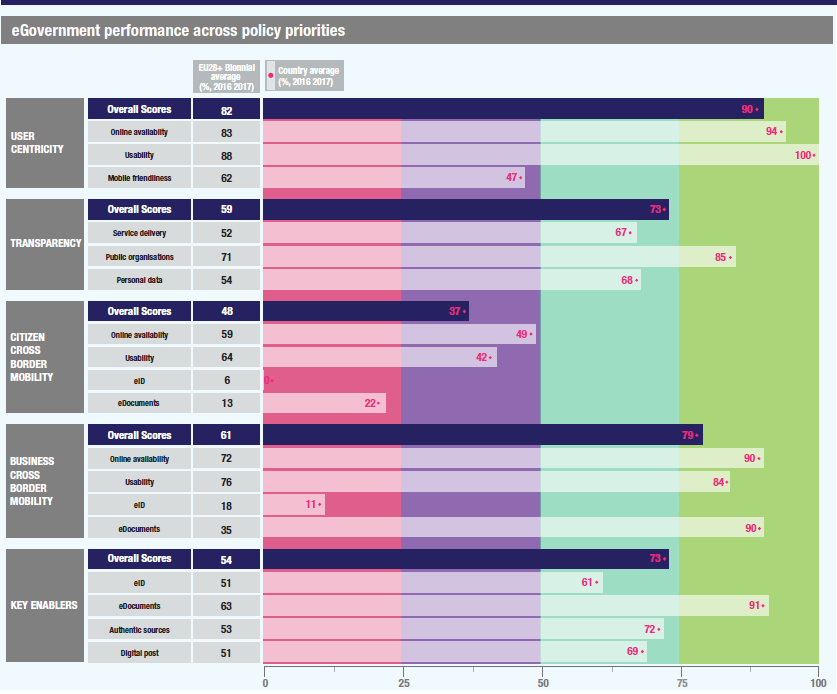 eGovernment performance across policy priorities
EU28+ Biennial
average
(%, 2016 2017)
Country average
(%, 2016 2017)
USER
CENTRICITY
Overall Scores 82 90
Online availability 83 94
Usability 88 100
Mobile friendliness 62 47
TRANSPARENCY
Overall Scores 59 73
Service delivery 52 67
Public organisations 71 85
Personal data 54 68
CITIZEN
CROSS
BORDER
MOBILITY
Overall Scores 48 37
Online availability 59 49
Usability 64 42
eID 6 0
eDocuments 13 22
BUSINESS
CROSS
BORDER
MOBILITY
Overall Scores 61 79
Online availability 72 90
Usability 76 84
eID 18 11
eDocuments 35 90
KEY ENABLERS
Overall Scores 54 73
eID 51 61
eDocuments 63 91
Authentic sources 53 72
Digital post 51 69
0 25 50 75 100